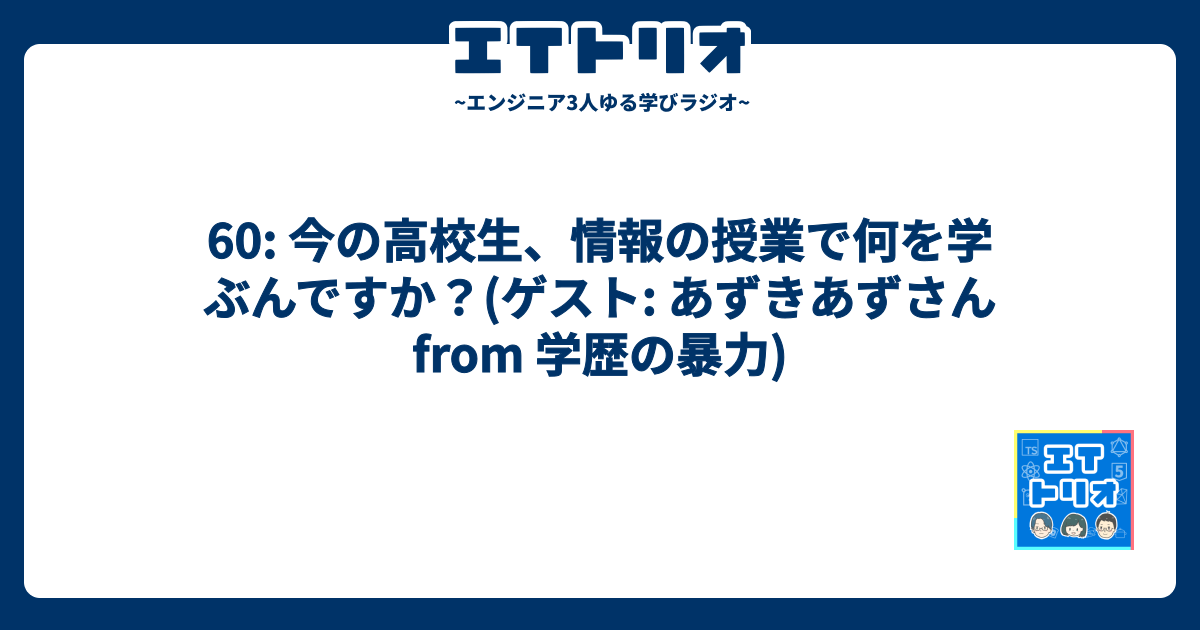 エエトリオ
~エンジニア3人ゆる学びラジオ~
60: 今の高校生、情報の授業で何を学
ぶんですか？(ゲスト: あずきあずさん
from 学歴の暴力)
TS
エエ
5
トリオ